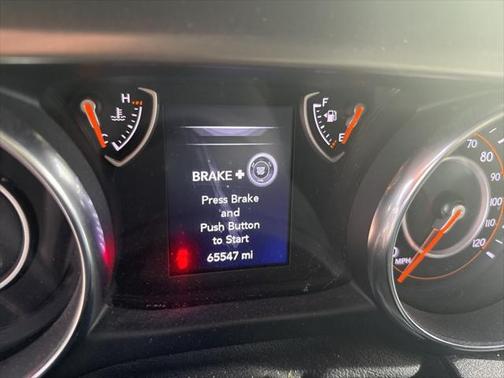 H
C
F
E
BRAKE +
Press Brake
and
Push Button
to Start
65547 mi
70
80
90
100
110
120
MPH